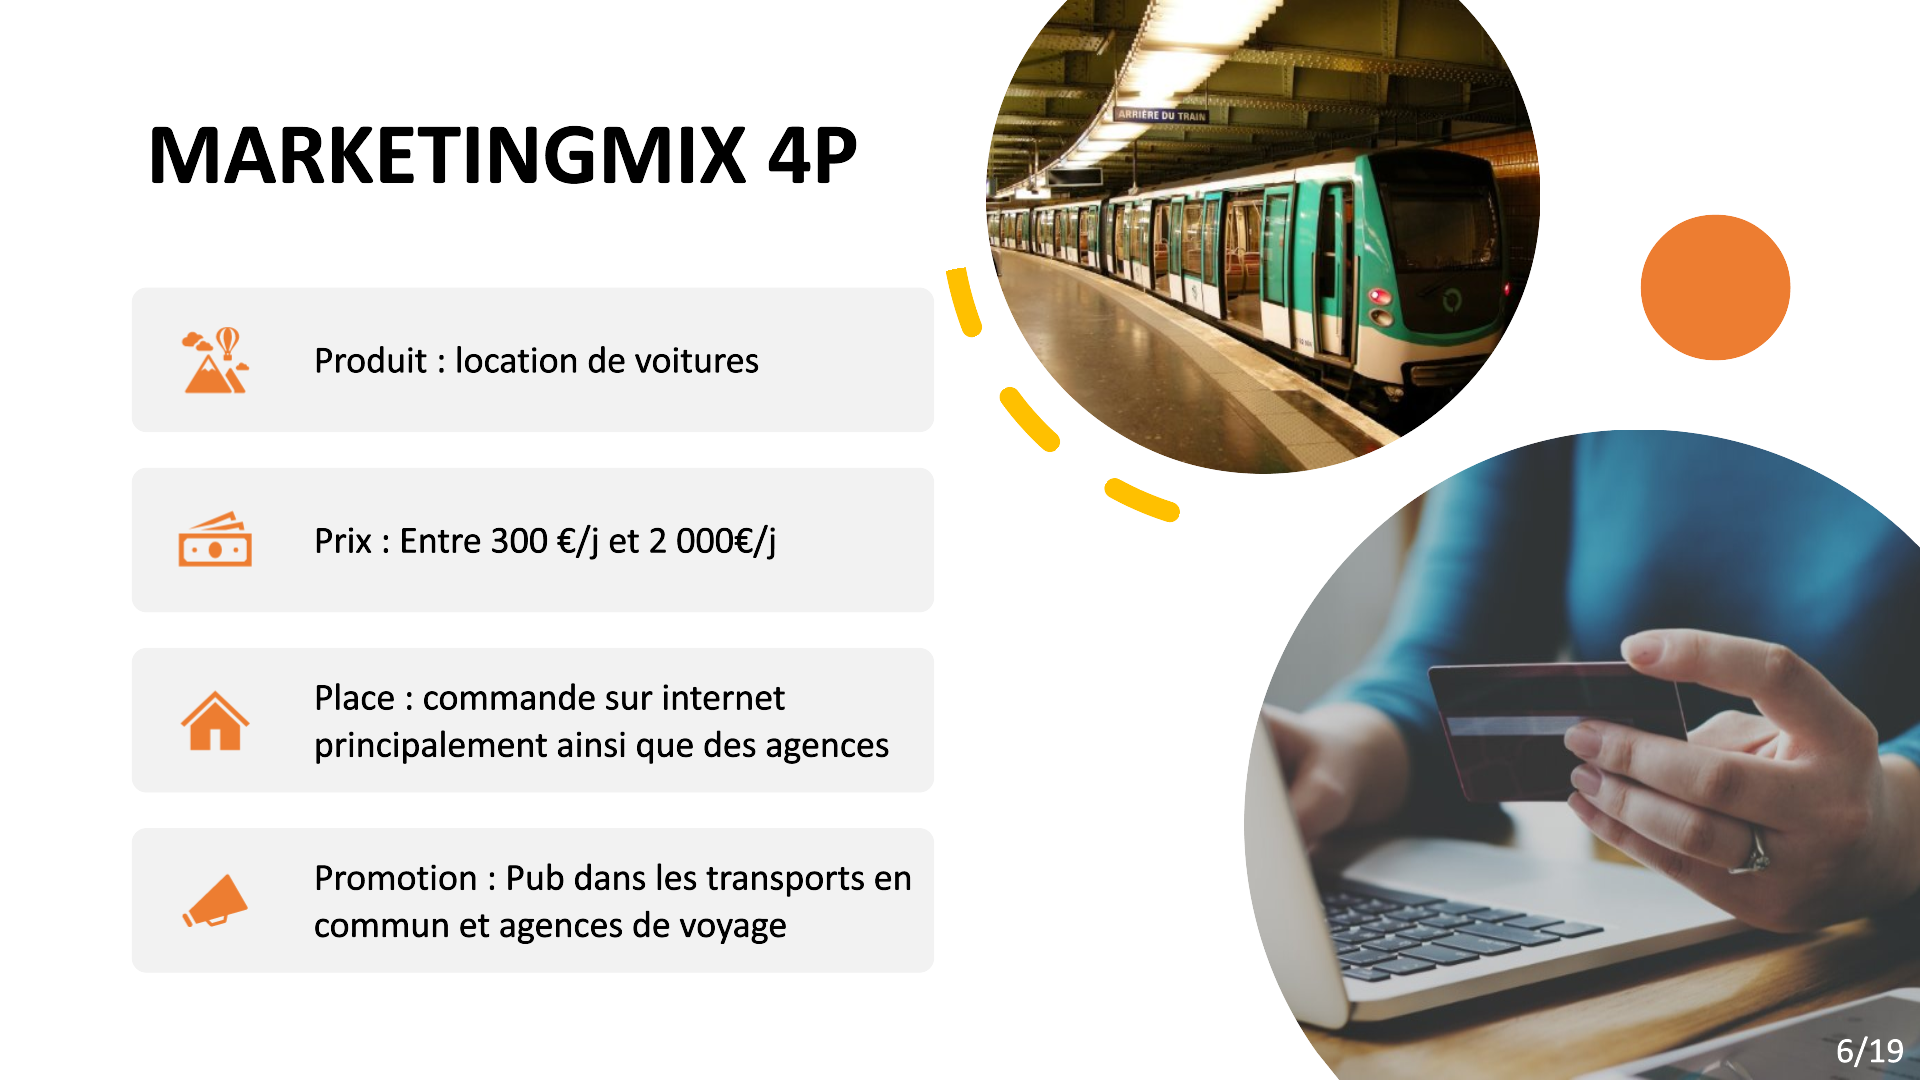 MARKETINGMIX 4P
ARRIÈRE DU TRAIN
Produit : location de voitures
Prix : Entre 300 €/j et 2 000€/j
Place : commande sur internet
principalement ainsi que des agences
Promotion : Pub dans les transports en
commun et agences de voyage
6/19